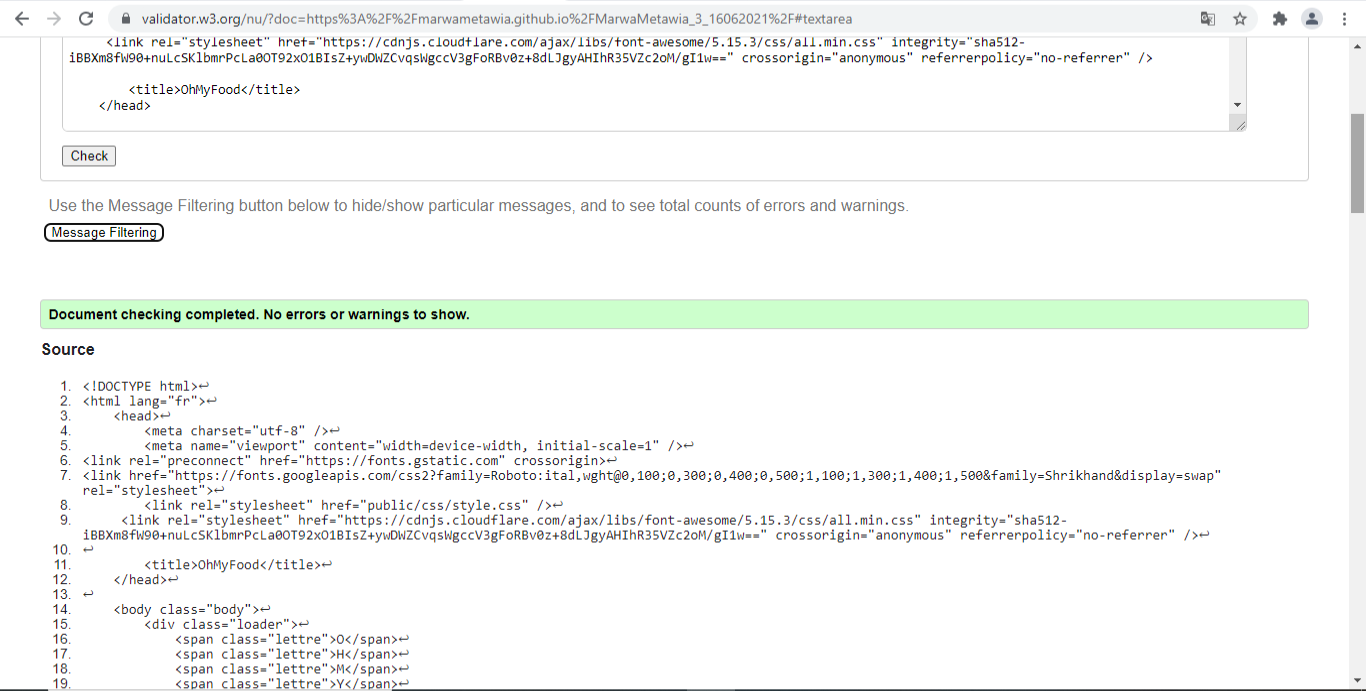 validator.w3.org/nu/?doc=https%3A%2F%2Fmarwametawia.github.io%2FMarwaMetawia_3_16062021%2F#textarea
<link rel="stylesheet" href="https://cdnjs.cloudflare.com/ajax/libs/font-awesome/5.15.3/css/all.min.css" integrity="sha512-
iBBXm8fW90+nuLcSKlbmrPcLa0OT92xO1BIsZ+ywDWZCvqsWgccV3gFoRBv0z+8dLJgyAHIhR35VZc2oM/gI1w==" crossorigin="anonymous" referrerpolicy="no-referrer" />
<title>OhMyFood</title>
</head>
Check
Use the Message Filtering button below to hide/show particular messages, and to see total counts of errors and warnings.
Message Filtering
Document checking completed. No errors or warnings to show.
Source
1. <!DOCTYPE html>↩
2. <html lang="fr">↩
3. <head>↩
4. <meta charset="utf-8" />↩
5. <meta name="viewport" content="width=device-width, initial-scale=1" />↩
6. <link rel="preconnect" href="https://fonts.gstatic.com" crossorigin>↩
7. <link href="https://fonts.googleapis.com/css2?family=Roboto:ital,wght@0,100;0,300;0,400;0,500;1,100;1,300;1,400;1,500&family=Shrikhand&display=swap"
rel="stylesheet">↩
8. <link rel="stylesheet" href="public/css/style.css" />↩
9. <link rel="stylesheet" href="https://cdnjs.cloudflare.com/ajax/libs/font-awesome/5.15.3/css/all.min.css" integrity="sha512-
iBBXm8fW90+nuLcSKlbmrPcLa0OT92xO1BIsZ+ywDWZCvqsWgccV3gFoRBv0z+8dLJgyAHIhR35VZc2oM/gI1w==" crossorigin="anonymous" referrerpolicy="no-referrer" />↩
10. ↩
11. <title>OhMyFood</title>↩
12. </head>↩
13. ↩
14. <body class="body">↩
15. <div class="loader">↩
16. <span class="lettre">O</span>↩
17. <span class="lettre">H</span>↩
18. <span class="lettre">M</span>↩
19. <span class="lettre">Y</span>↩